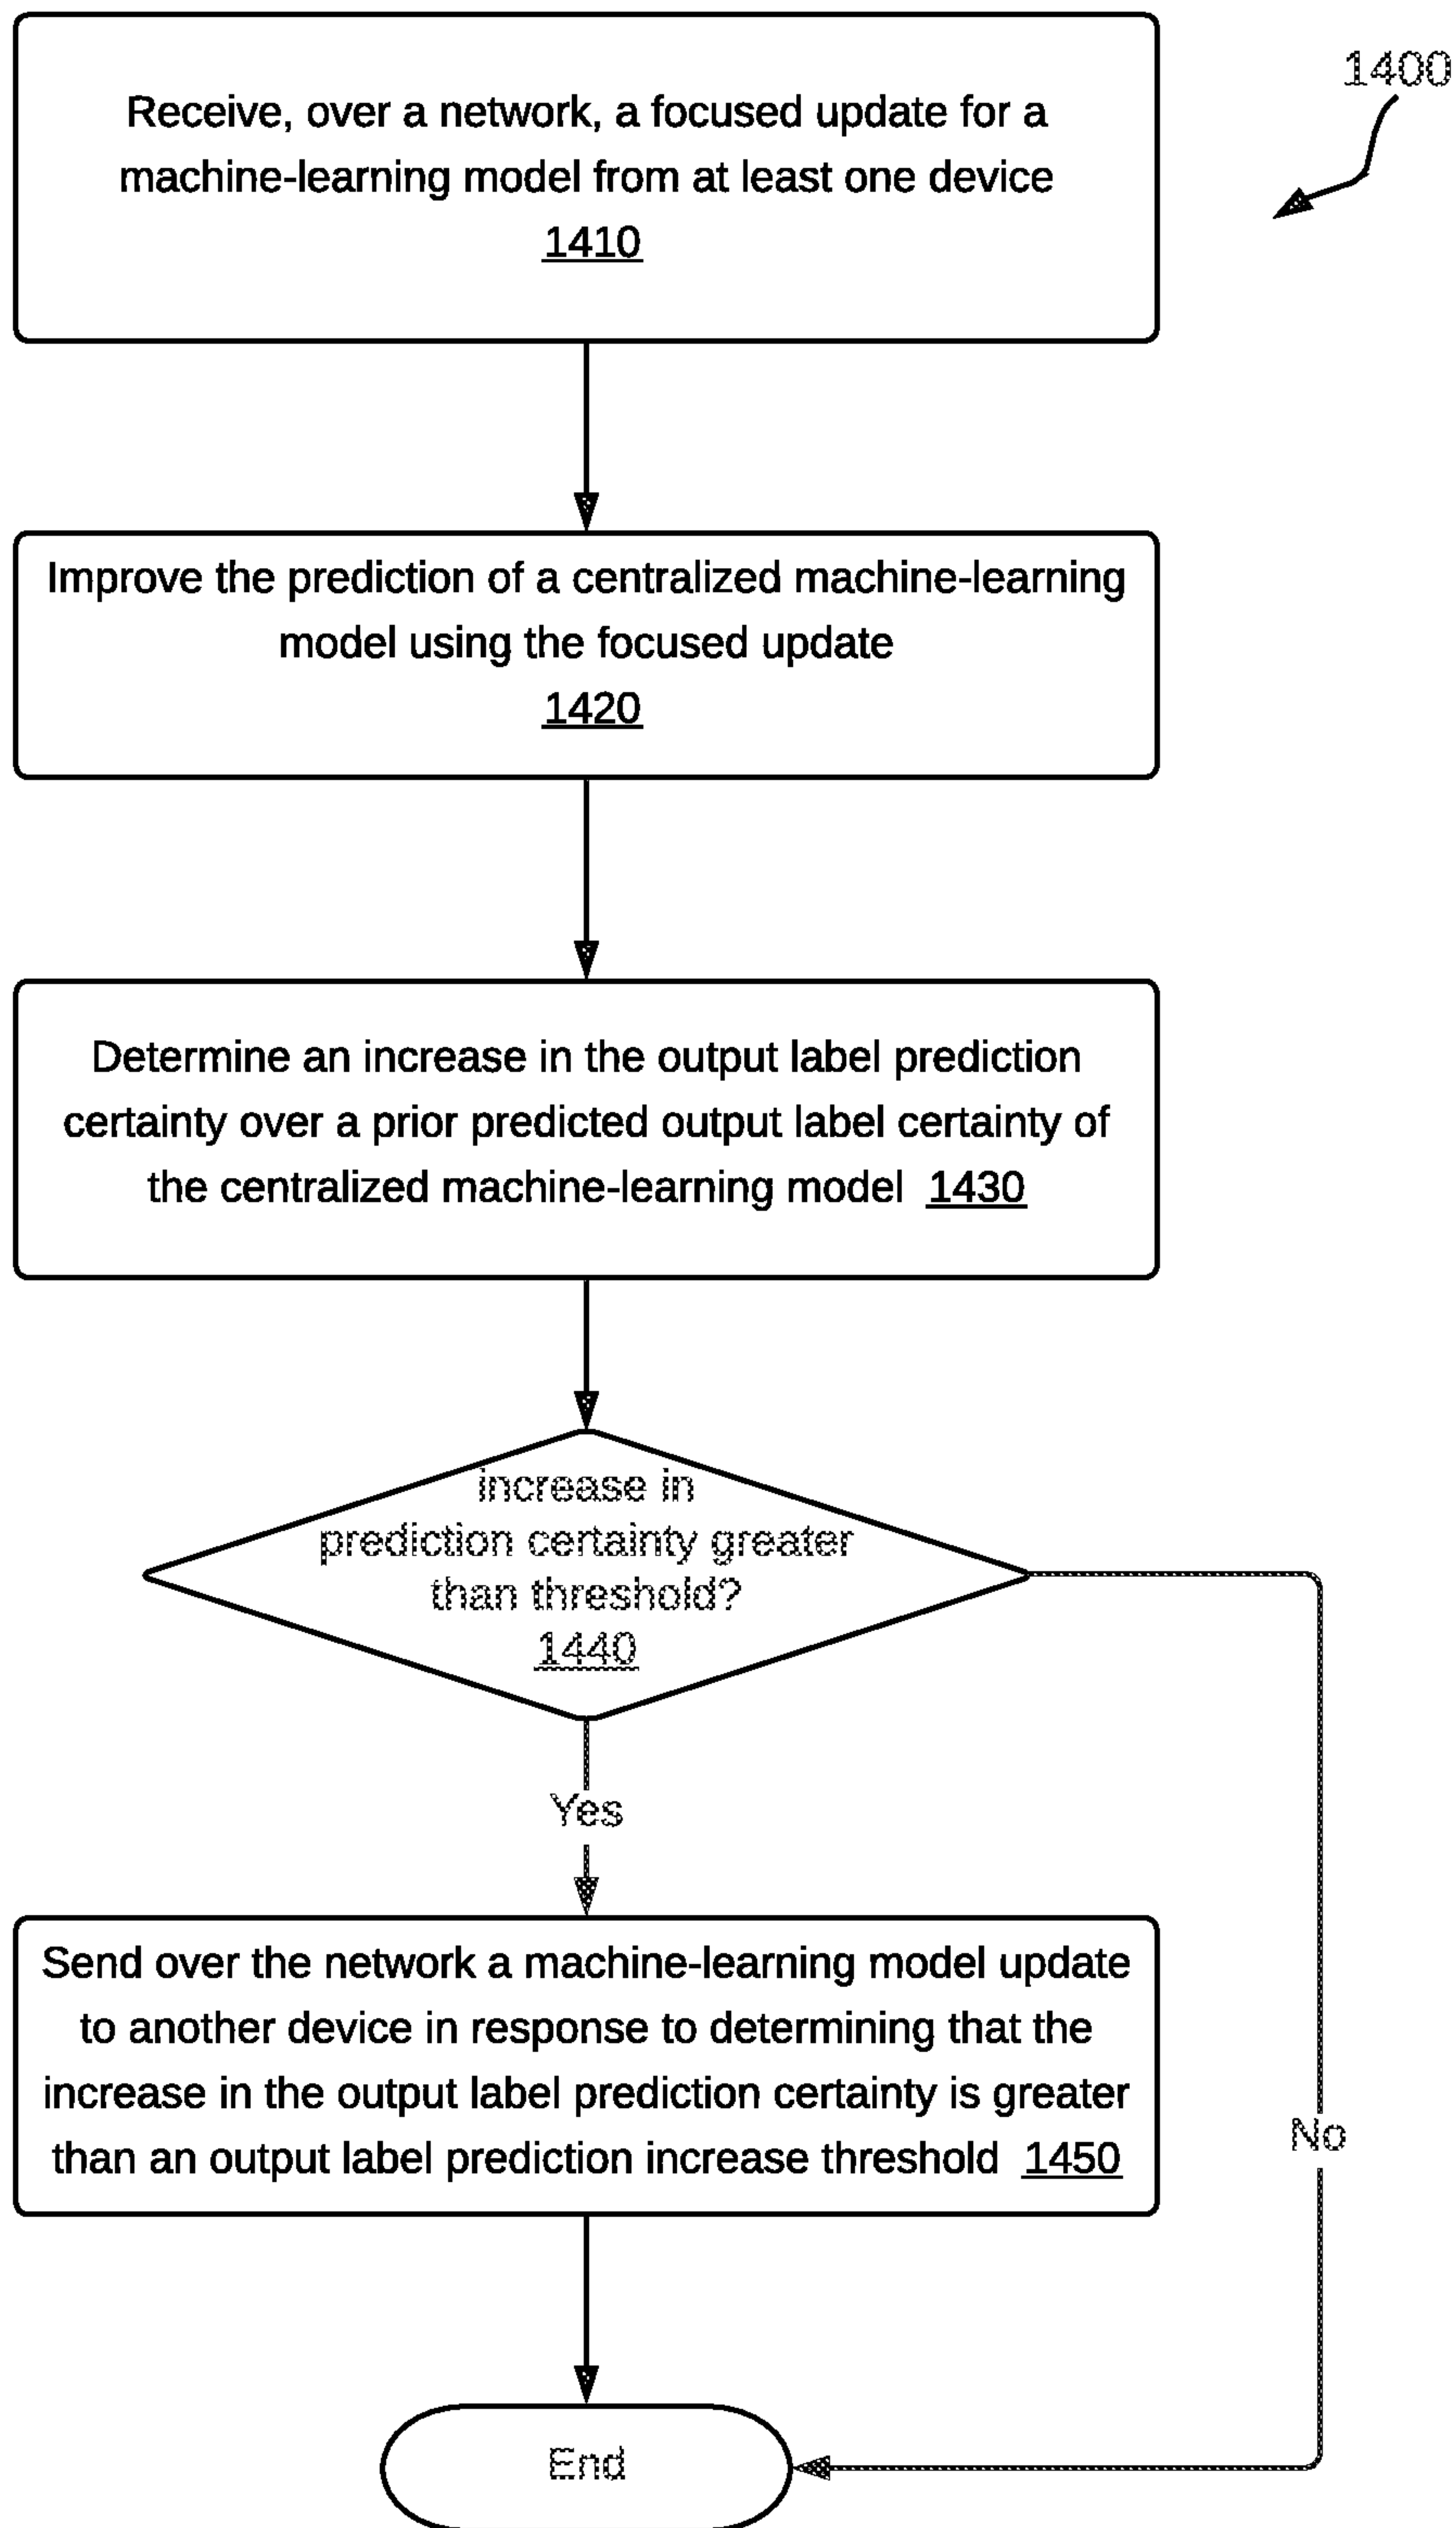 1400
Receive, over a network, a focused update for a
machine-learning model from at least one device
1410
Improve the prediction of a centralized machine-learning
model using the focused update
1420
Determine an increase in the output label prediction
certainty over a prior predicted output label certainty of
the centralized machine-learning model 1430
increase in
prediction certainty greater
than threshold?
1440
Yes
Send over the network a machine-learning model update
to another device in response to determining that the
increase in the output label prediction certainty is greater
than an output label prediction increase threshold 1450
No
End